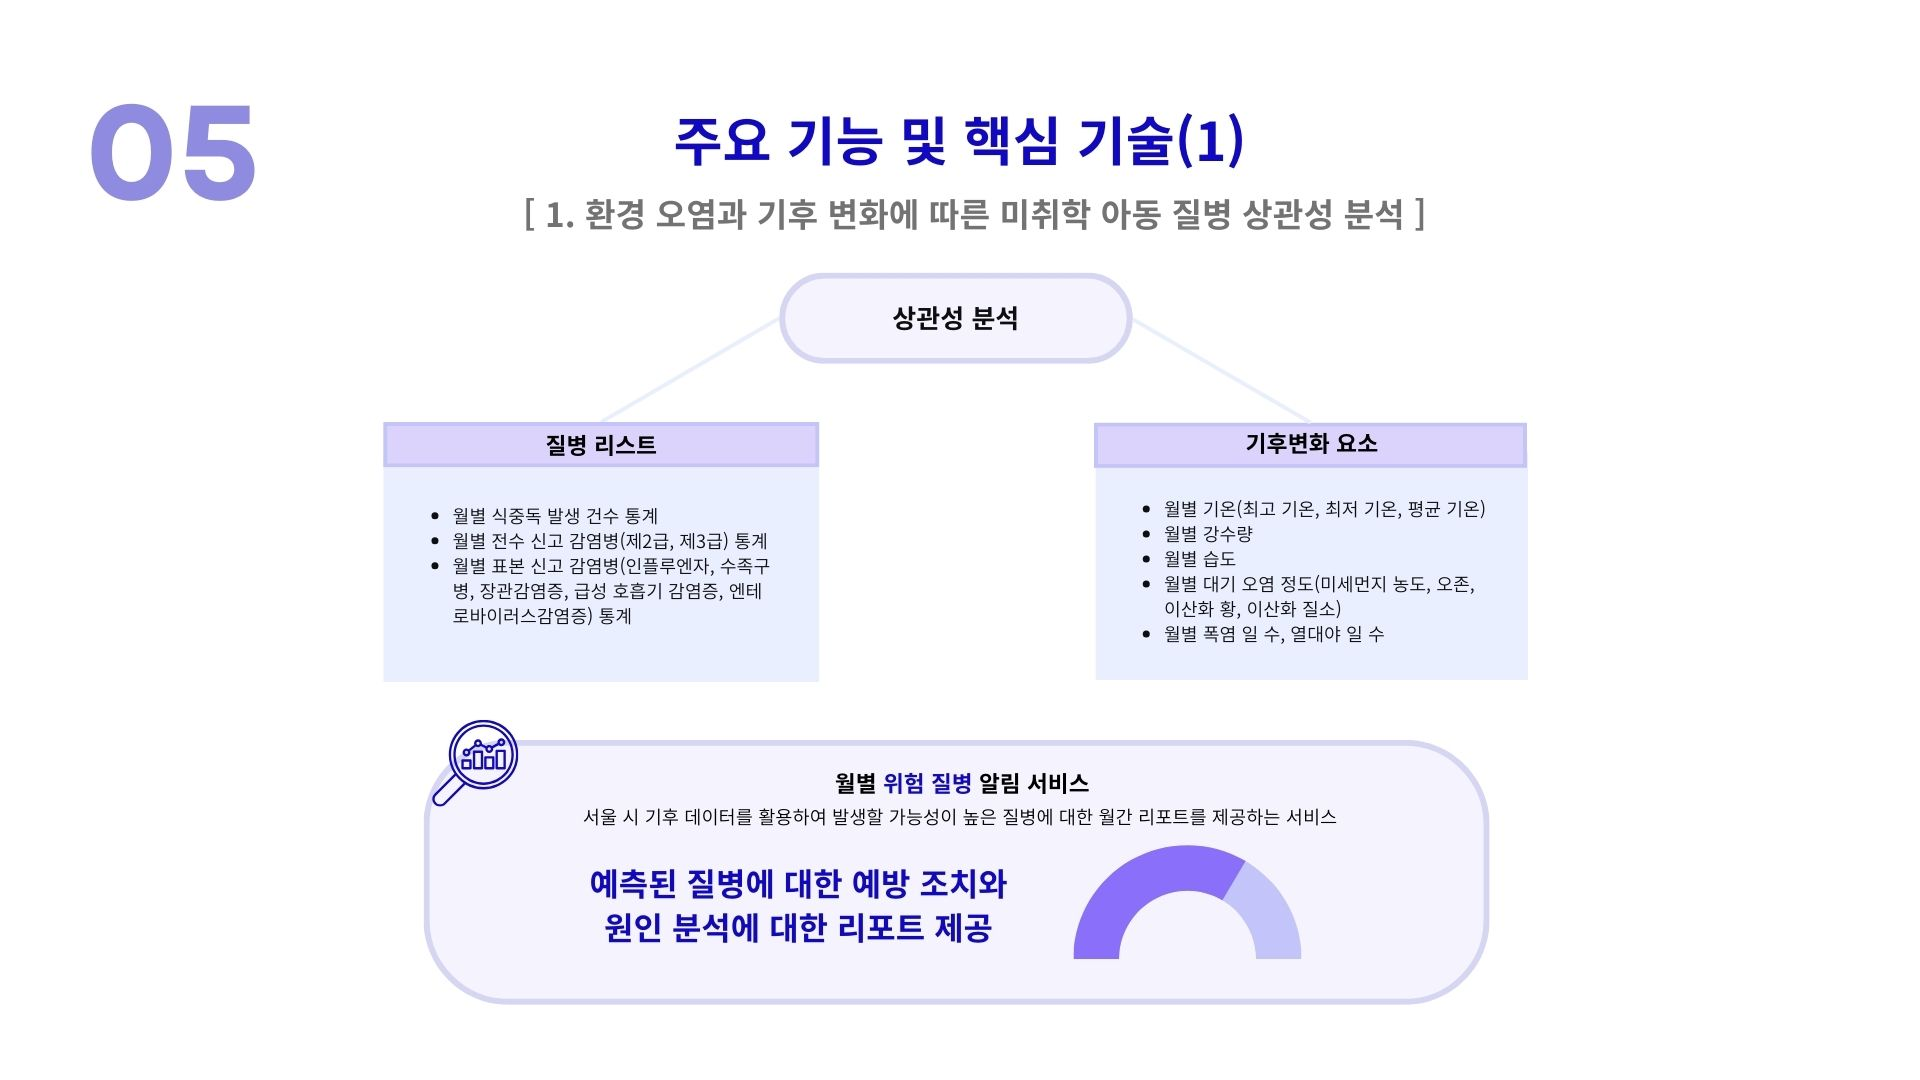 05
주요 기능 및 핵심 기술(1)
[ 1. 환경 오염과 기후 변화에 따른 미취학 아동 질병 상관성 분석 ]
상관성 분석
질병 리스트
• 월별 식중독 발생 건수 통계
• 월별 전수 신고 감염병(제2급, 제3급) 통계
• 월별 표본 신고 감염병(인플루엔자, 수족구
병, 장관감염증, 급성 호흡기 감염증, 엔테
로바이러스감염증) 통계
기후변화 요소
• 월별 기온(최고 기온, 최저 기온, 평균 기온)
• 월별 강수량
• 월별 습도
• 월별 대기 오염 정도(미세먼지 농도, 오존,
이산화 황, 이산화 질소)
• 월별 폭염 일 수, 열대야 일 수
월별 위험 질병 알림 서비스
서울 시 기후 데이터를 활용하여 발생할 가능성이 높은 질병에 대한 월간 리포트를 제공하는 서비스
예측된 질병에 대한 예방 조치와
원인 분석에 대한 리포트 제공